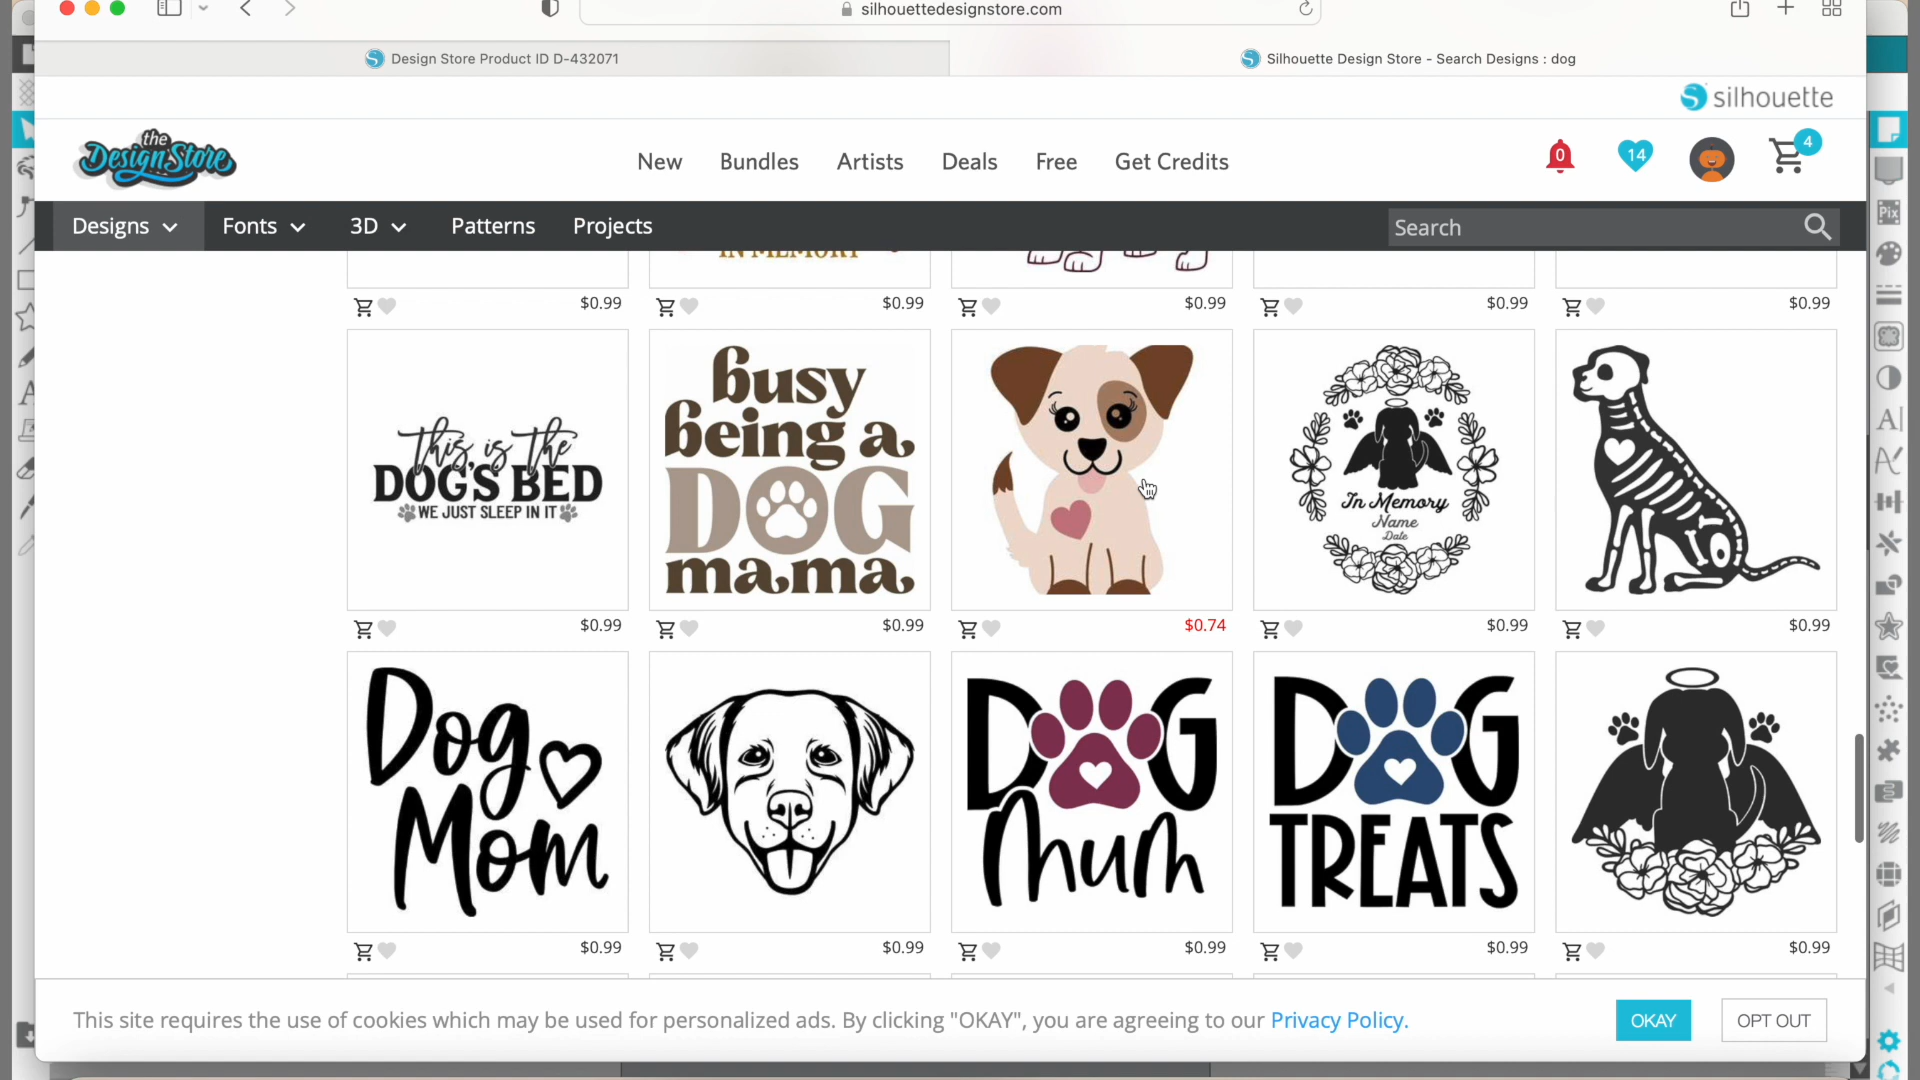 silhouettedesignstore.com
Design Store Product ID D-432071
Silhouette Design Store - Search Designs : dog
silhouette
the
Design Store
New Bundles Artists Deals Free Get Credits
0 14 4
Designs Fonts 3D Patterns Projects
Search
IN MEMORY
$0.99 $0.99 $0.99 $0.99 $0.99
This is the
DOG'S BED
WE JUST SLEEP IN IT
busy
being a
DOG
mama
In Memory
Name
Date
$0.99 $0.99 $0.74 $0.99 $0.99
Dog
Mom
DOG
mum
DOG
TREATS
$0.99 $0.99 $0.99 $0.99 $0.99
This site requires the use of cookies which may be used for personalized ads. By clicking "OKAY", you are agreeing to our Privacy Policy.
OKAY
OPT OUT
Pix